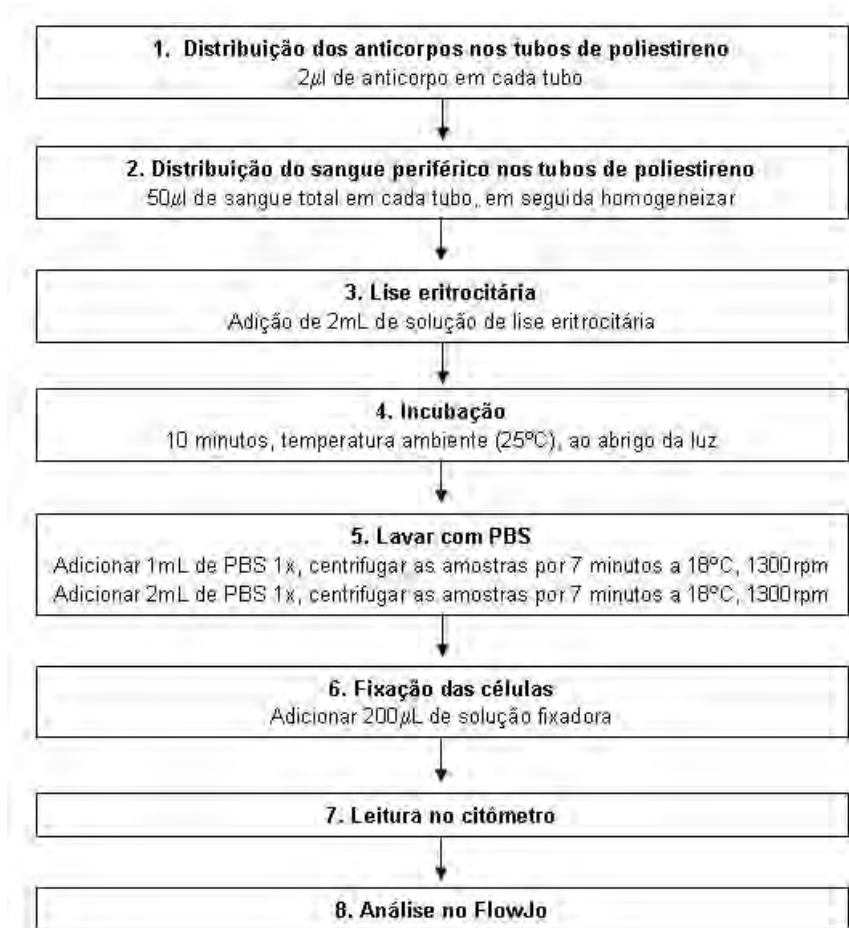 1. Distribuição dos anticorpos nos tubos de poliestireno
2µl de anticorpo em cada tubo
2. Distribuição do sangue periférico nos tubos de poliestireno
50µl de sangue total em cada tubo, em seguida homogeneizar
3. Lise eritrocitária
Adição de 2mL de solução de lise eritrocitária
4. Incubação
10 minutos, temperatura ambiente (25ºC), ao abrigo da luz
5. Lavar com PBS
Adicionar 1mL de PBS 1x, centrifugar as amostras por 7 minutos a 18ºC, 1300rpm
Adicionar 2mL de PBS 1x, centrifugar as amostras por 7 minutos a 18ºC, 1300rpm
6. Fixação das células
Adicionar 200µL de solução fixadora
7. Leitura no citômetro
8. Análise no FlowJo